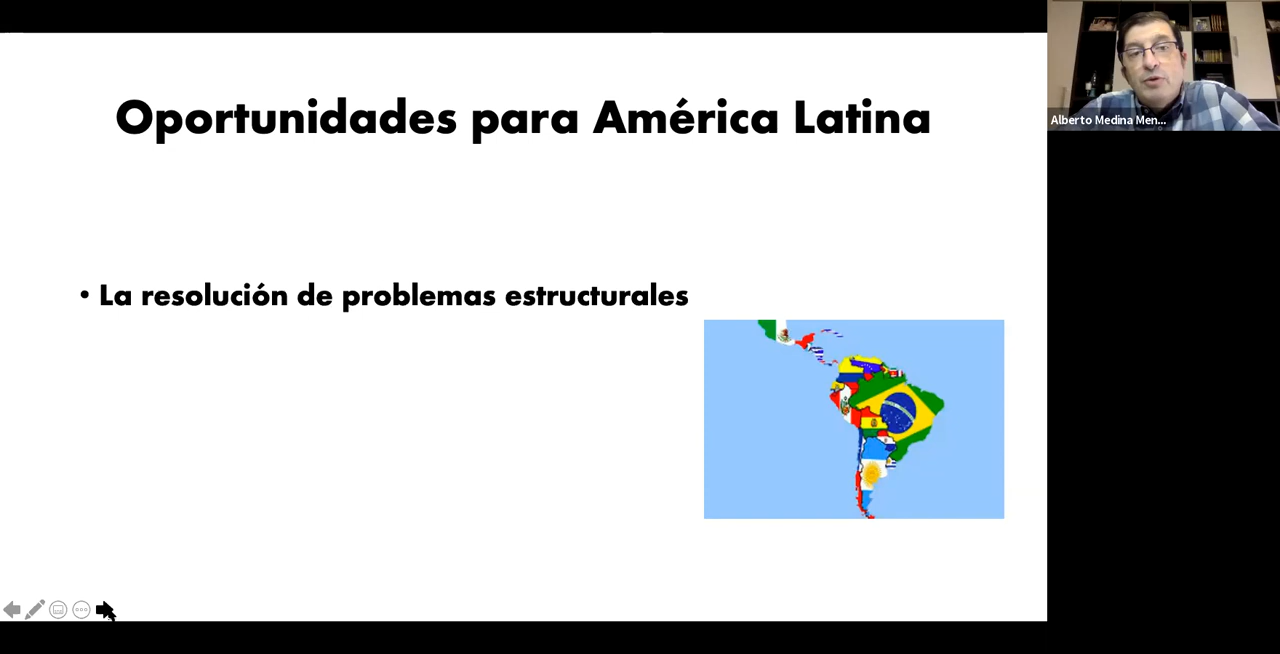 Oportunidades para América Latina
• La resolución de problemas estructurales
Alberto Medina Men...